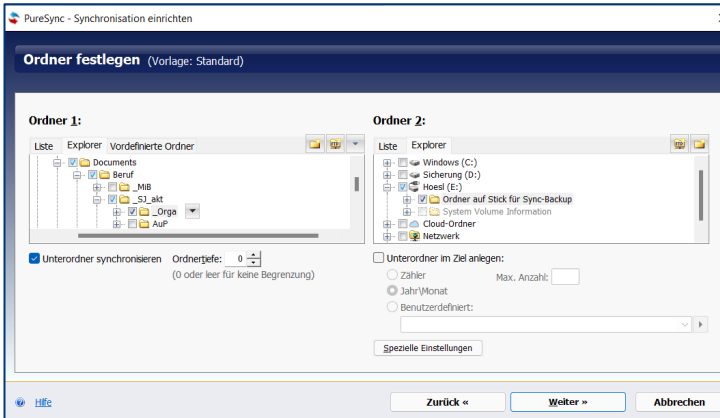 PureSync - Synchronisation einrichten
Ordner festlegen (Vorlage: Standard)
Ordner 1:
Liste Explorer Vordefinierte Ordner
Documents
Beruf
_MiB
_SJ_akt
_Orga
AuP
Unterordner synchronisieren Ordnertiefe: 0
(0 oder leer für keine Begrenzung)
Ordner 2:
Liste Explorer
Windows (C:)
Sicherung (D:)
Hoesl (E:)
Ordner auf Stick für Sync-Backup
System Volume Information
Cloud-Ordner
Netzwerk
Unterordner im Ziel anlegen:
Zähler Max. Anzahl:
Jahr\Monat
Benutzerdefiniert:
Spezielle Einstellungen
Hilfe Zurück « Weiter » Abbrechen